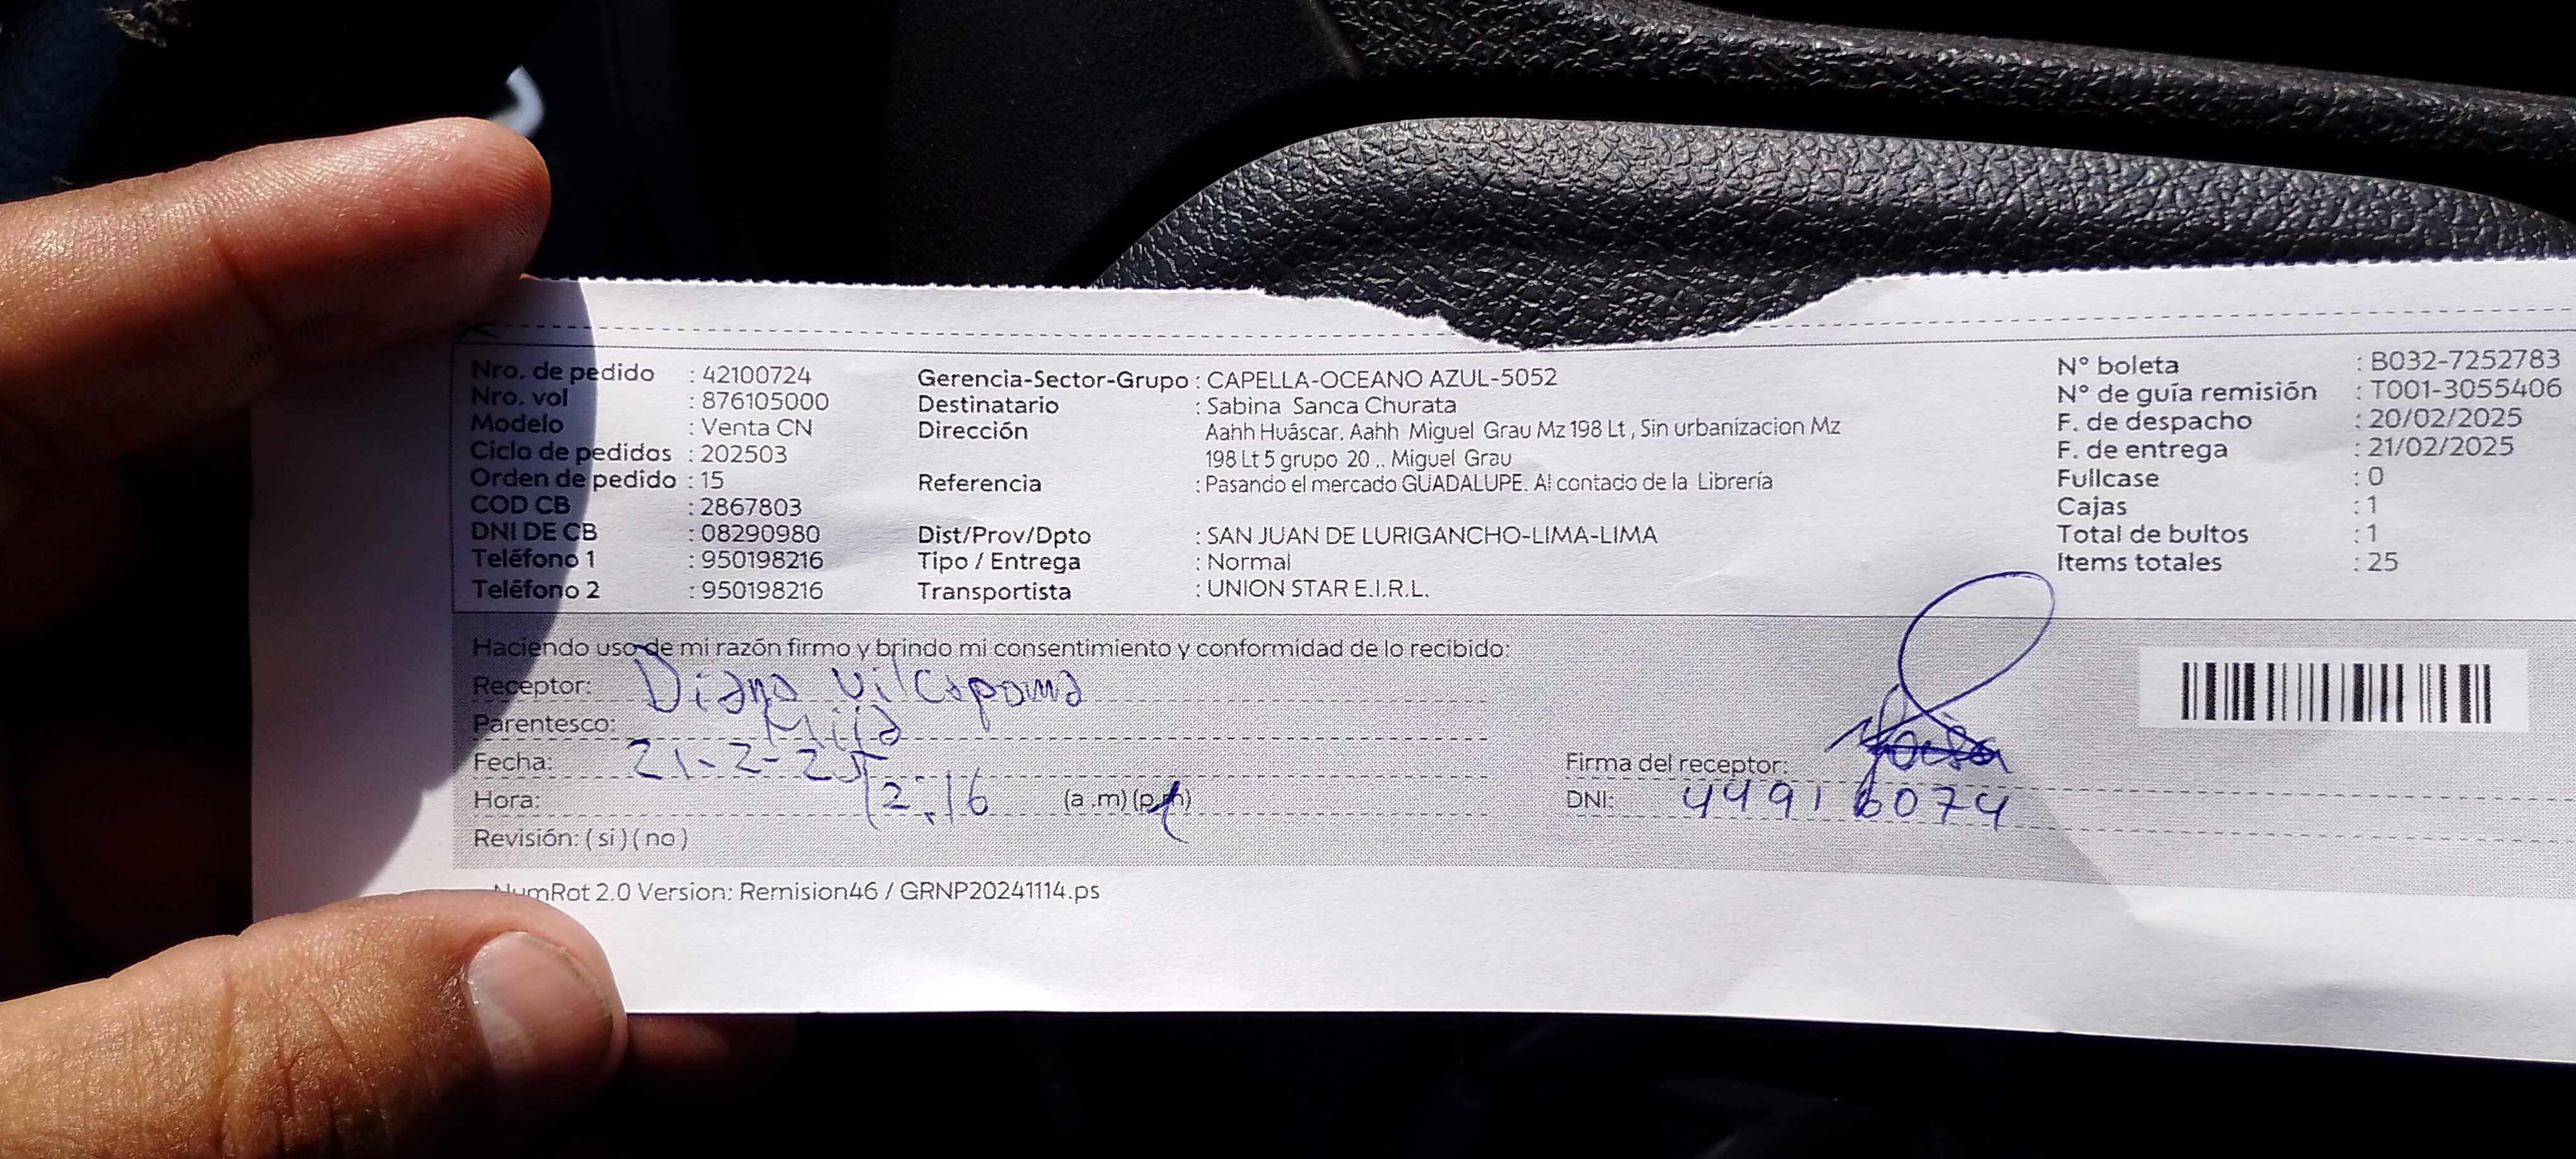 Nro. de pedido : 42100724
Nro. vol : 876105000
Modelo : Venta CN
Ciclo de pedidos : 202503
Orden de pedido : 15
COD CB : 2867803
DNI DE CB : 08290980
Teléfono 1 : 950198216
Teléfono 2 : 950198216
Gerencia-Sector-Grupo : CAPELLA-OCEANO AZUL-5052
Destinatario : Sabina Sanca Churata
Dirección Aahh Huáscar. Aahh Miguel Grau Mz 198 Lt , Sin urbanizacion Mz
198 Lt 5 grupo 20 .. Miguel Grau
Referencia : Pasando el mercado GUADALUPE. Al contado de la Librería
Dist/Prov/Dpto : SAN JUAN DE LURIGANCHO-LIMA-LIMA
Tipo / Entrega : Normal
Transportista : UNION STAR E.I.R.L.
N° boleta : B032-7252783
N° de guía remisión : T001-3055406
F. de despacho : 20/02/2025
F. de entrega : 21/02/2025
Fullcase : 0
Cajas : 1
Total de bultos : 1
Items totales : 25
Haciendo uso de mi razón firmo y brindo mi consentimiento y conformidad de lo recibido:
Receptor: Diana Vilcapoma
Parentesco: Hija
Fecha: 21-2-25
Hora: 12:16 (a .m) (p.m)
Revisión: ( si ) ( no )
Firma del receptor:
DNI: 44916074
NumRot 2.0 Version: Remision46 / GRNP20241114.ps